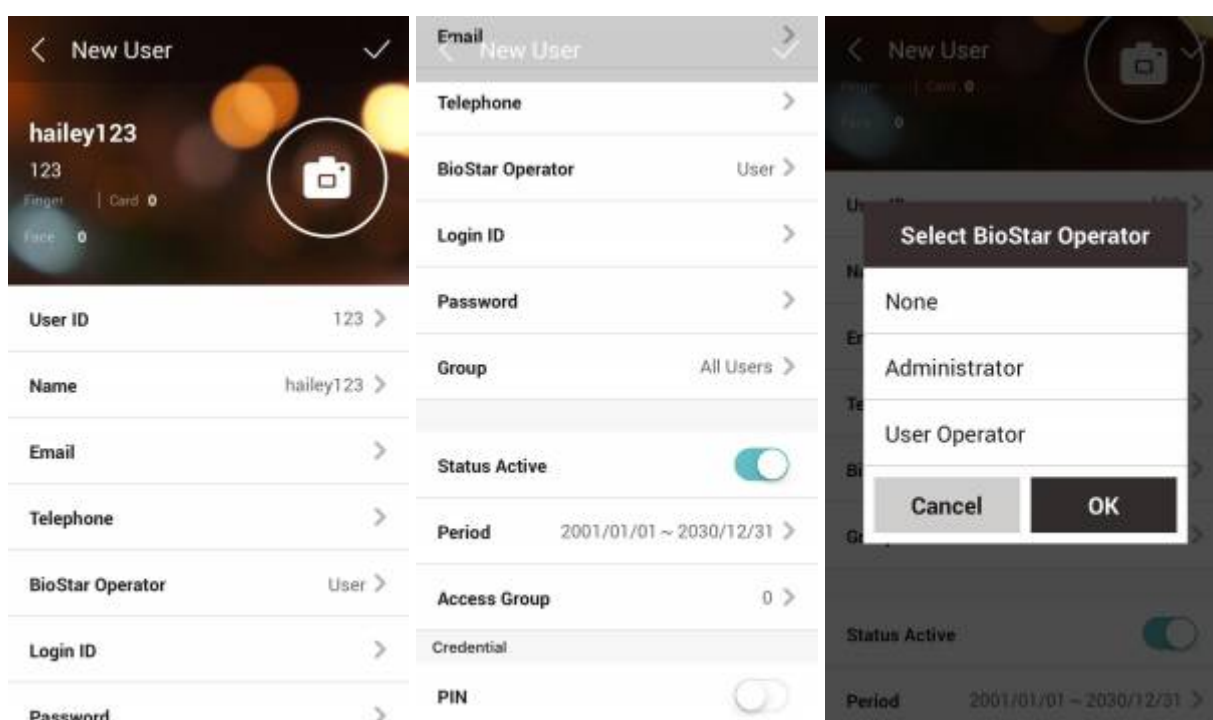 New User
hailey123
123
Finger | Card 0
Face 0
User ID 123
Name hailey123
Email
Telephone
BioStar Operator User
Login ID
Password
Email
New User
Telephone
BioStar Operator User
Login ID
Password
Group All Users
Status Active
Period 2001/01/01 ~ 2030/12/31
Access Group 0
Credential
PIN
New User
Finger | Card 0
Face 0
Select BioStar Operator
None
Administrator
User Operator
Cancel OK
Status Active
Period 2001/01/01 ~ 2030/12/31